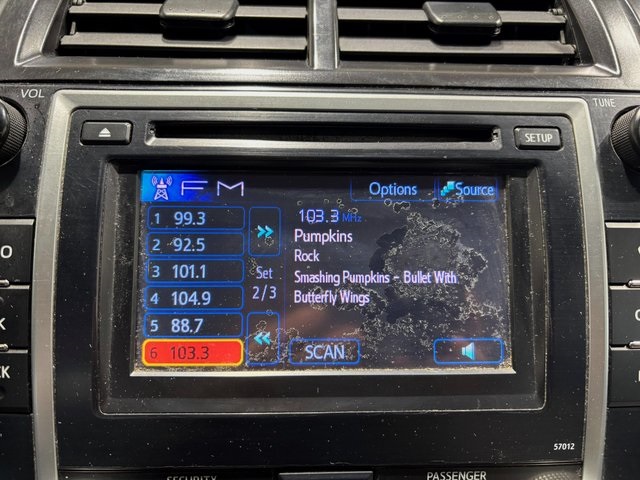 VOL
TUNE
SETUP
FM
Options
Source
1 99.3
2 92.5
3 101.1
4 104.9
5 88.7
6 103.3
Set
2/3
103.3 MHz
Pumpkins
Rock
Smashing Pumpkins - Bullet With
Butterfly Wings
SCAN
57012
SECURITY
PASSENGER